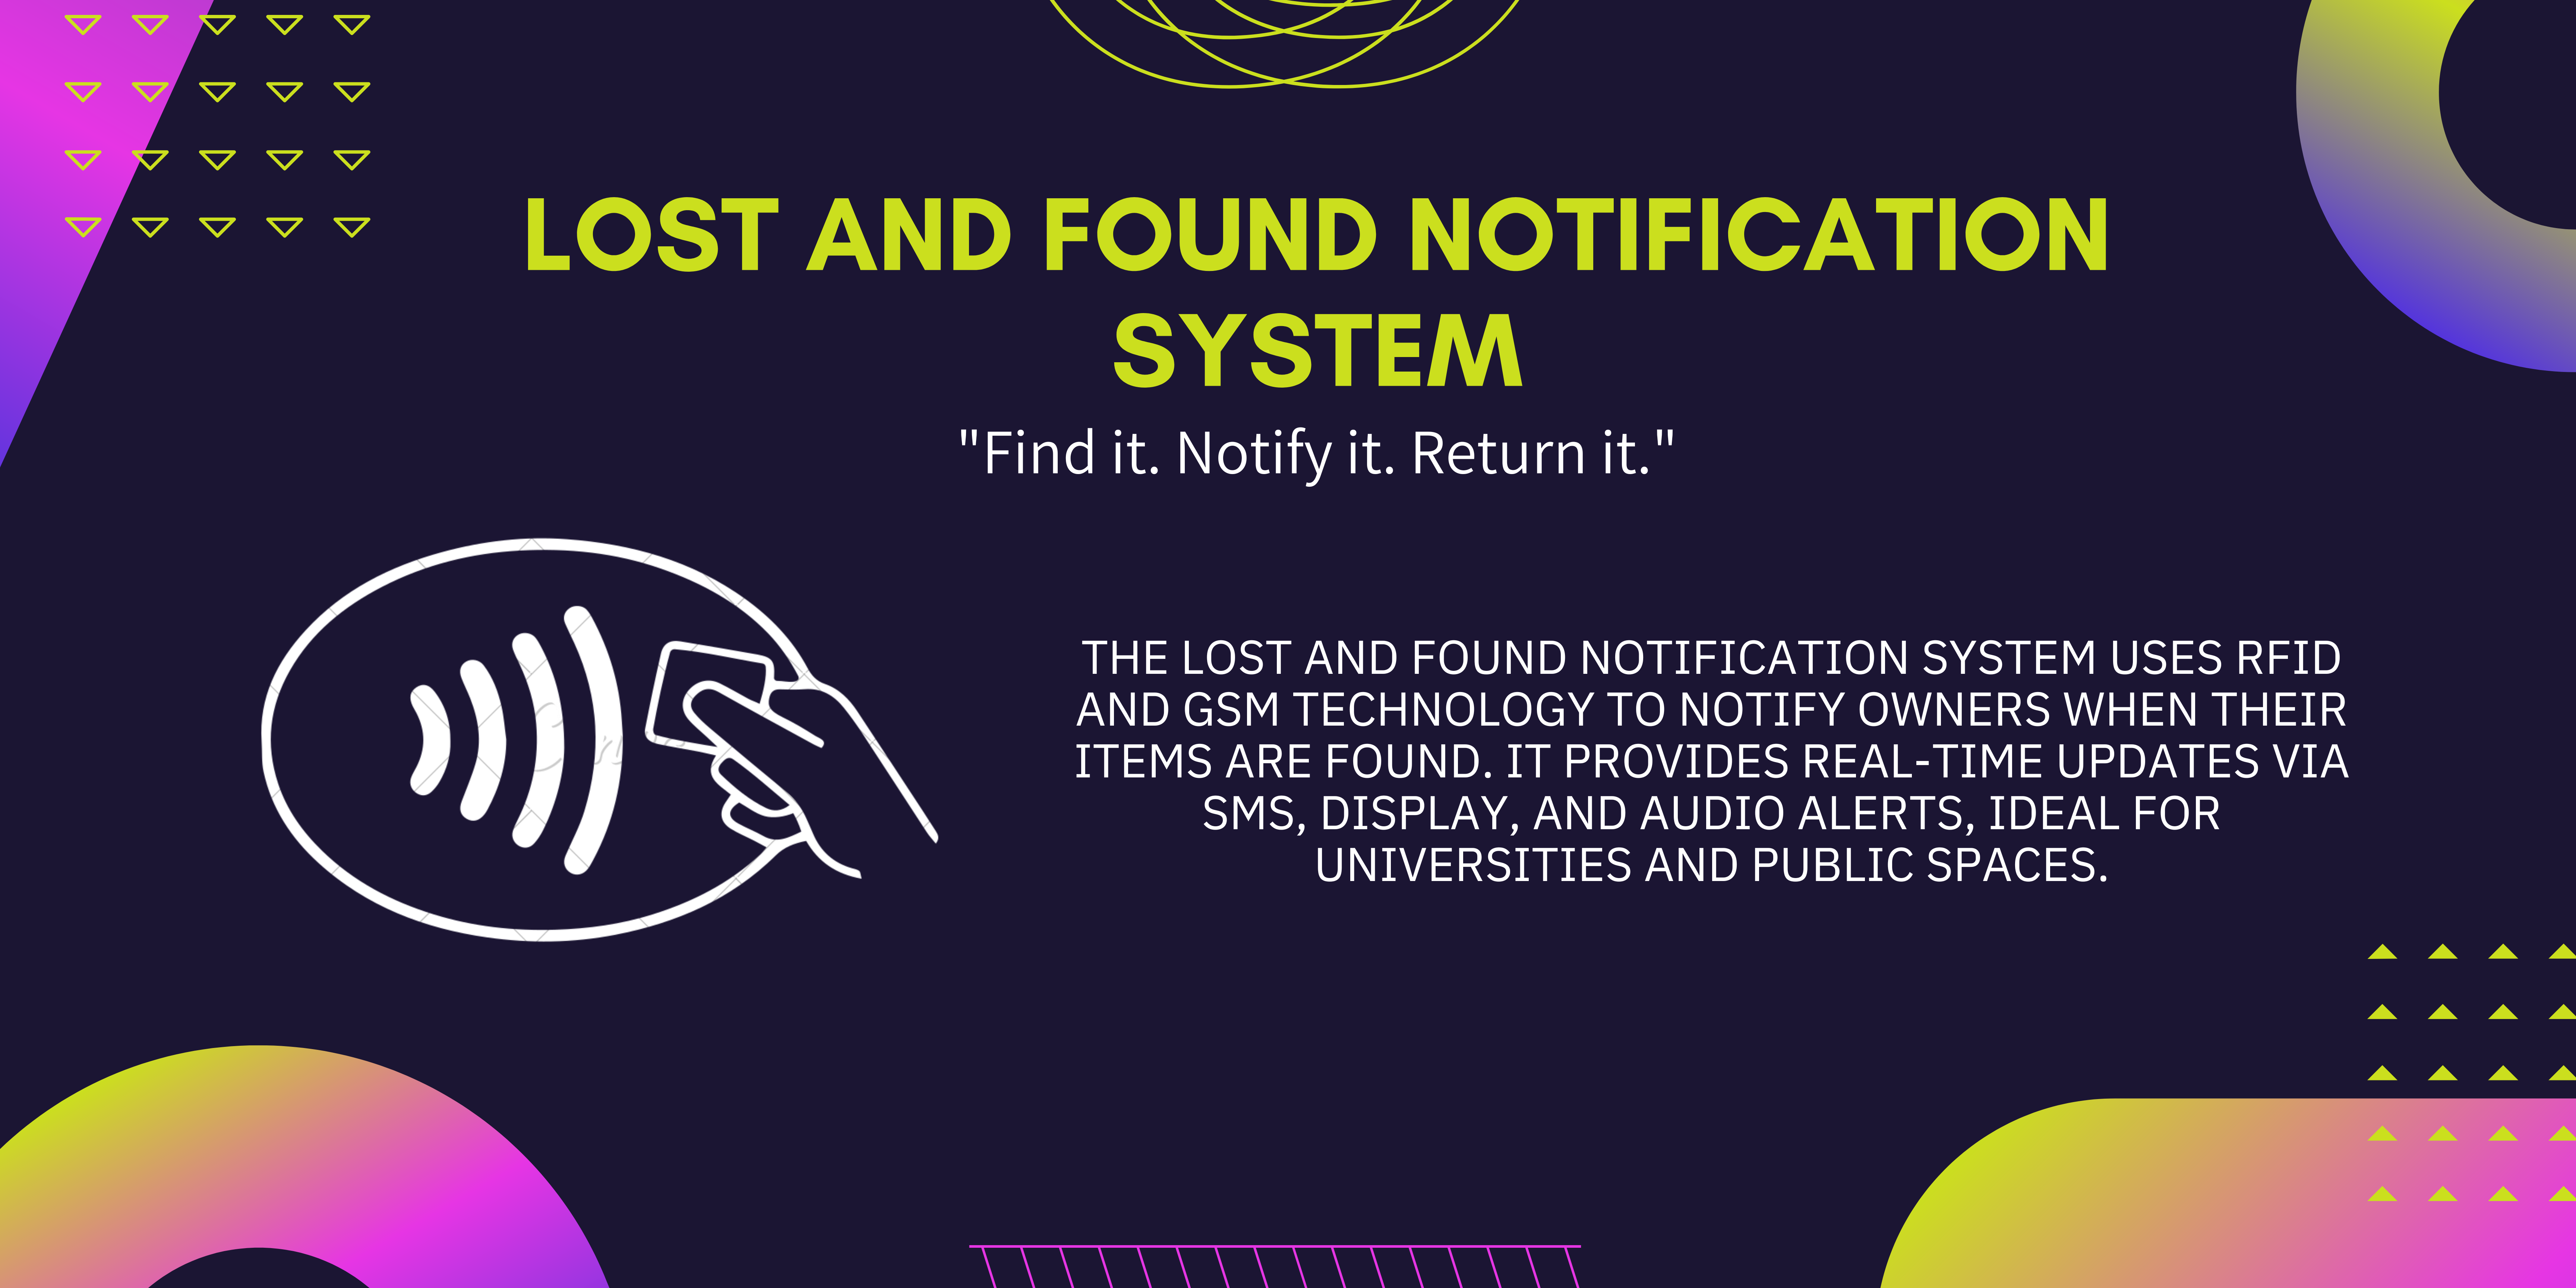 LOST AND FOUND NOTIFICATION
SYSTEM
"Find it. Notify it. Return it."
THE LOST AND FOUND NOTIFICATION SYSTEM USES RFID
AND GSM TECHNOLOGY TO NOTIFY OWNERS WHEN THEIR
ITEMS ARE FOUND. IT PROVIDES REAL-TIME UPDATES VIA
SMS, DISPLAY, AND AUDIO ALERTS, IDEAL FOR
UNIVERSITIES AND PUBLIC SPACES.